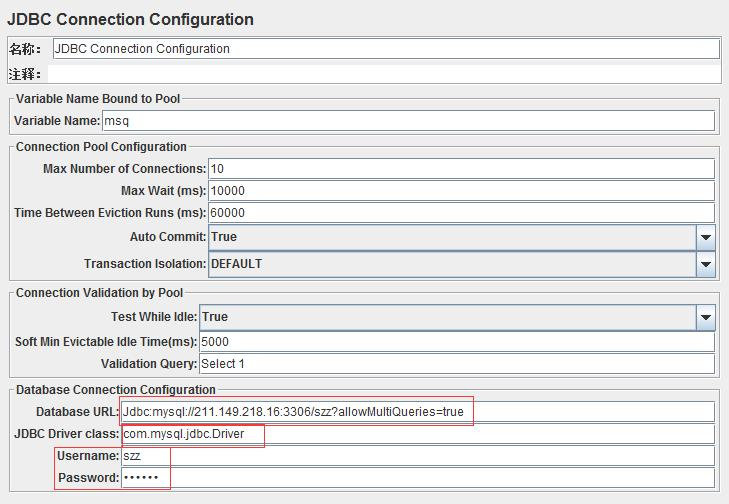 JDBC Connection Configuration
名称： JDBC Connection Configuration
注释：
Variable Name Bound to Pool
Variable Name: msq
Connection Pool Configuration
Max Number of Connections: 10
Max Wait (ms): 10000
Time Between Eviction Runs (ms): 60000
Auto Commit: True
Transaction Isolation: DEFAULT
Connection Validation by Pool
Test While Idle: True
Soft Min Evictable Idle Time(ms): 5000
Validation Query: Select 1
Database Connection Configuration
Database URL: Jdbc:mysql://211.149.218.16:3306/szz?allowMultiQueries=true
JDBC Driver class: com.mysql.jdbc.Driver
Username: szz
Password: ••••••